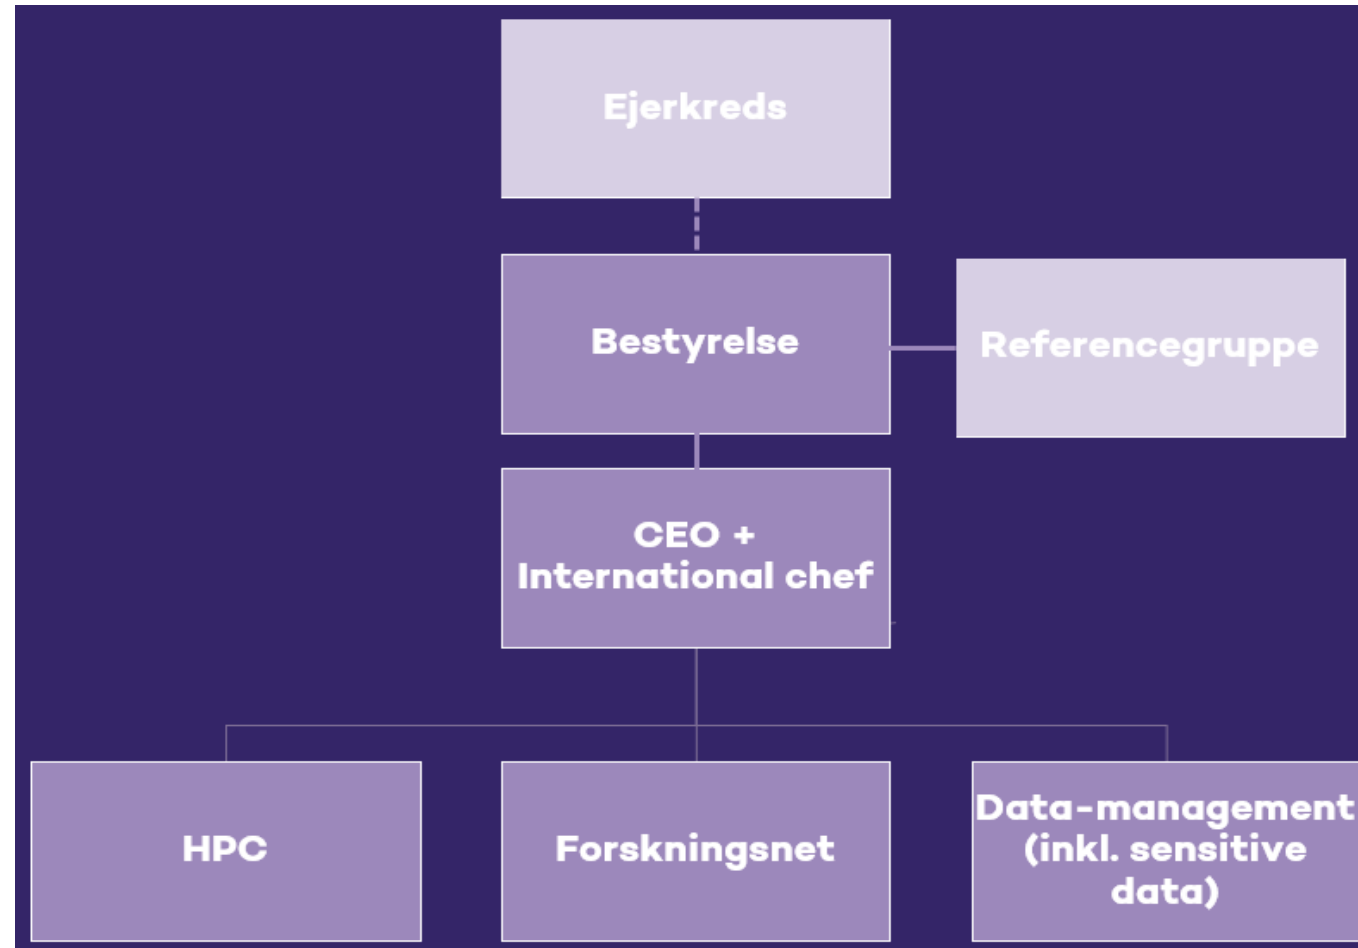 Ejerkreds
Bestyrelse
Referencegruppe
CEO +
International chef
HPC
Forskningsnet
Data-management
(inkl. sensitive
data)